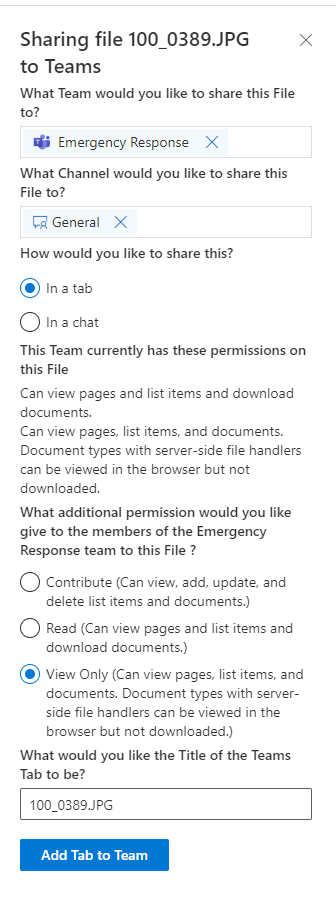 Sharing file 100_0389.JPG
to Teams
What Team would you like to share this File
to?
Emergency Response
What Channel would you like to share this
File to?
General
How would you like to share this?
In a tab
In a chat
This Team currently has these permissions on
this File
Can view pages and list items and download
documents.
Can view pages, list items, and documents.
Document types with server-side file handlers
can be viewed in the browser but not
downloaded.
What additional permission would you like
give to the members of the Emergency
Response team to this File ?
Contribute (Can view, add, update, and
delete list items and documents.)
Read (Can view pages and list items and
download documents.)
View Only (Can view pages, list items, and
documents. Document types with server-
side file handlers can be viewed in the
browser but not downloaded.)
What would you like the Title of the Teams
Tab to be?
100_0389.JPG
Add Tab to Team